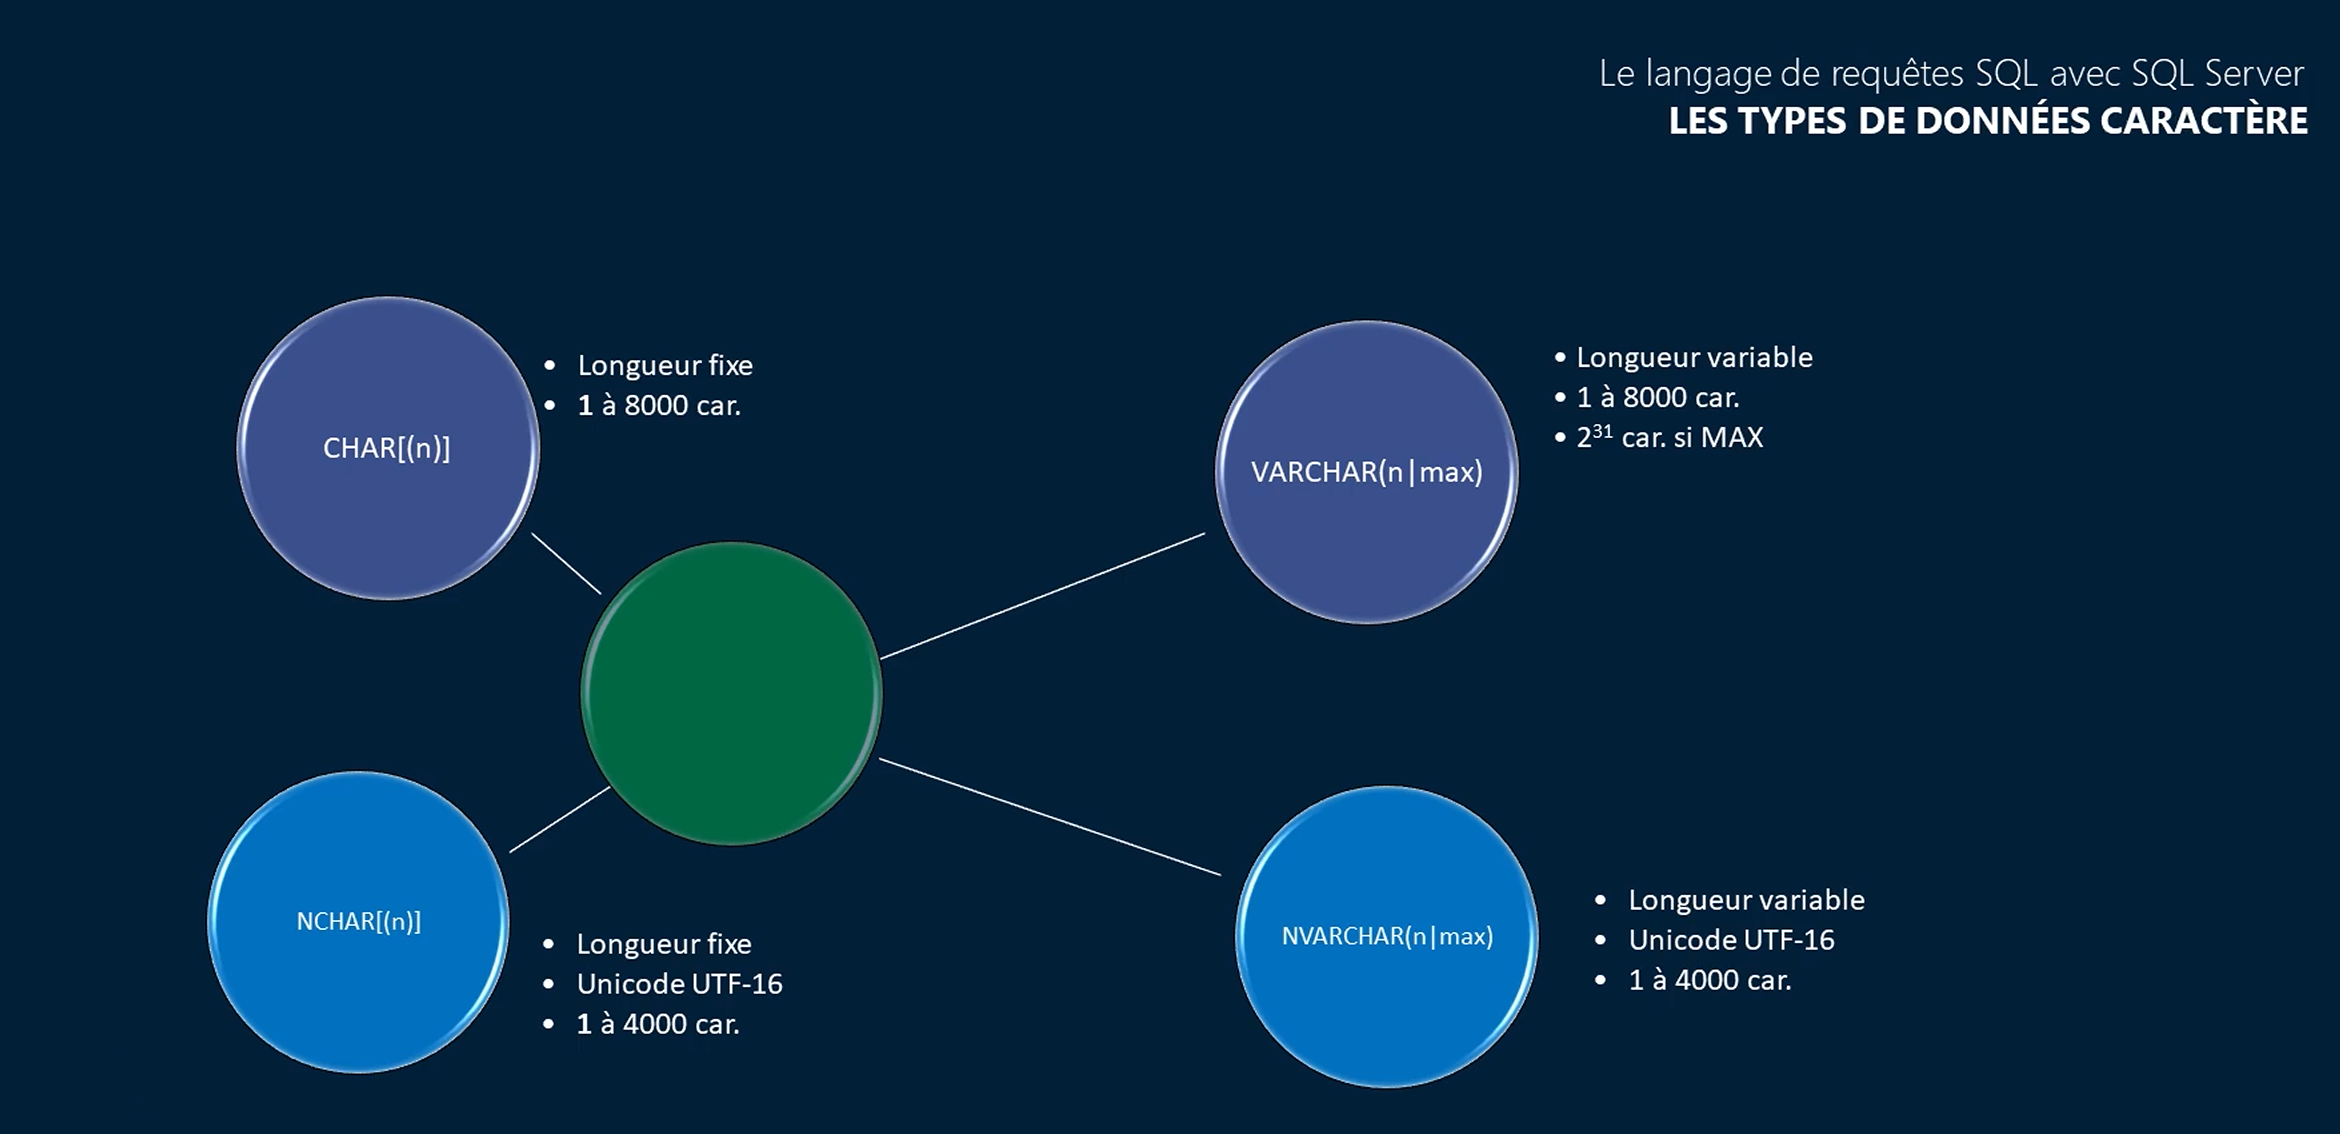 Le langage de requêtes SQL avec SQL Server
LES TYPES DE DONNÉES CARACTÈRE
CHAR[(n)]
• Longueur fixe
• 1 à 8000 car.
VARCHAR(n|max)
• Longueur variable
• 1 à 8000 car.
• 2³¹ car. si MAX
NCHAR[(n)]
• Longueur fixe
• Unicode UTF-16
• 1 à 4000 car.
NVARCHAR(n|max)
• Longueur variable
• Unicode UTF-16
• 1 à 4000 car.